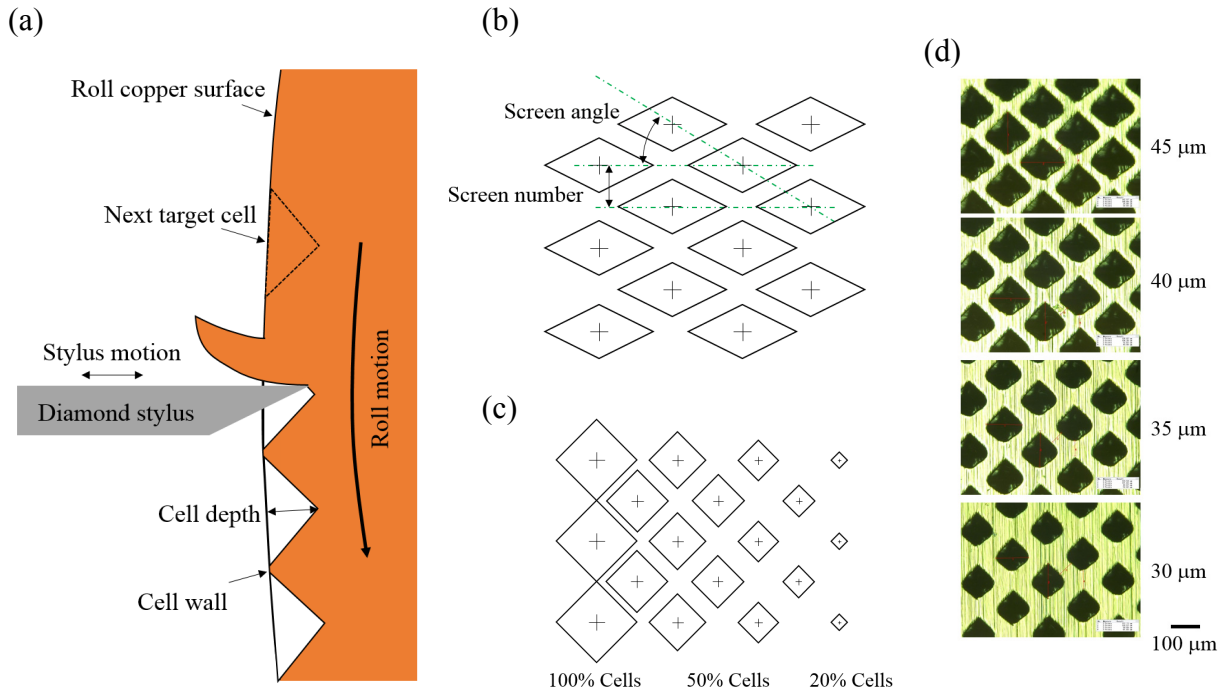 (a)
Roll copper surface
Next target cell
Stylus motion
Diamond stylus
Roll motion
Cell depth
Cell wall
(b)
Screen angle
Screen number
(c)
100% Cells
50% Cells
20% Cells
(d)
45 μm
40 μm
35 μm
30 μm
100 μm